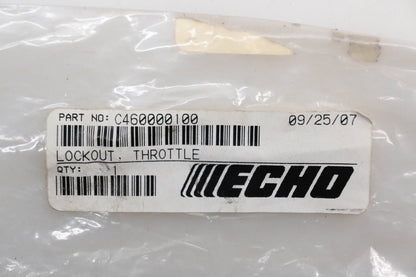 PART NO: C460000100 09/25/07
LOCKOUT. THROTTLE
QTY: 1
ECHO